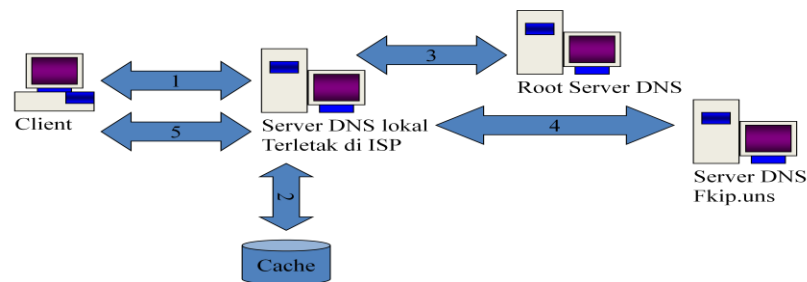 1
3
Root Server DNS
Client
5
Server DNS lokal
Terletak di ISP
4
Server DNS
Fkip.uns
2
Cache